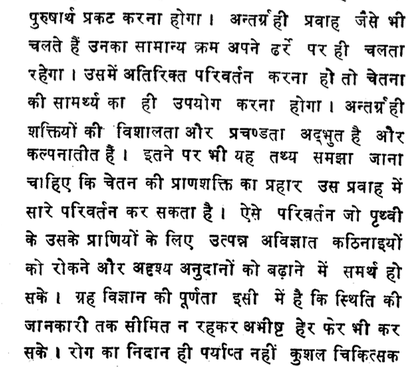 पुरुषार्थ प्रकट करना होगा। अन्तर्ग्रही प्रवाह जैसे भी
चलते हैं उनका सामान्य क्रम अपने ढर्रे पर ही चलता
रहेगा। उसमें अतिरिक्त परिवर्तन करना हो तो चेतना
की सामर्थ्य का ही उपयोग करना होगा। अन्तर्ग्रही
शक्तियों की विशालता और प्रचण्डता अद्भुत है और
कल्पनातीत हैं। इतने पर भी यह तथ्य समझा जाना
चाहिए कि चेतन की प्राणशक्ति का प्रहार उस प्रवाह में
सारे परिवर्तन कर सकता है। ऐसे परिवर्तन जो पृथ्वी
के उसके प्राणियों के लिए उत्पन्न अविज्ञात कठिनाइयों
को रोकने और अदृश्य अनुदानों को बढ़ाने में समर्थ हो
सके। ग्रह विज्ञान की पूर्णता इसी में है कि स्थिति की
जानकारी तक सीमित न रहकर अभीष्ट हेर फेर भी कर
सके। रोग का निदान ही पर्याप्त नहीं कुशल चिकित्सक